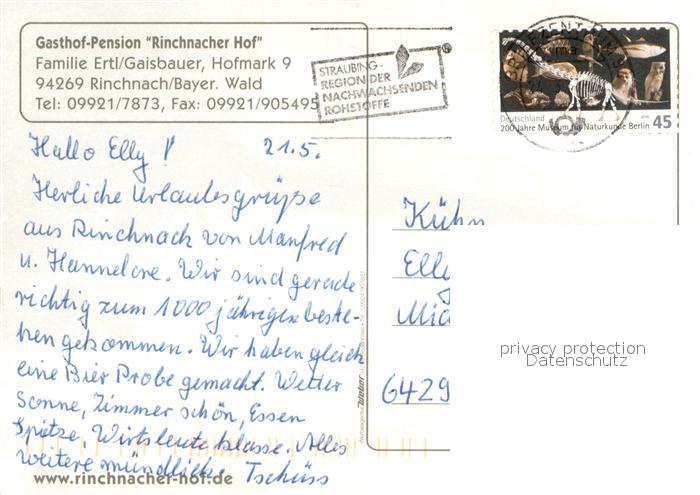 Gasthof-Pension "Rinchnacher Hof"
Familie Ertl/Gaisbauer, Hofmark 9
94269 Rinchnach/Bayer. Wald
Tel: 09921/7873, Fax: 09921/905495
STRAUBING-
REGION DER
NACHWACHSENDEN
ROHSTOFFE
BRIEFZENTRUM
Deutschland
200 Jahre Museum für Naturkunde Berlin 45
Hallo Elly ! 21.5.
Herliche Urlaubsgrüße
aus Rinchnach von Manfred
u. Hannelore. Wir sind gerade
richtig zum 1000 jährigen beste-
hen gekommen. Wir haben gleich
eine Bier Probe gemacht. Wetter
Sonne, Zimmer schön, Essen
Spitze, Wirtsleute klasse. Alles
weitere mündlich. Tschüss
www.rinchnacher-hof.de
Kühn
Elly
6429
privacy protection
Datenschutz